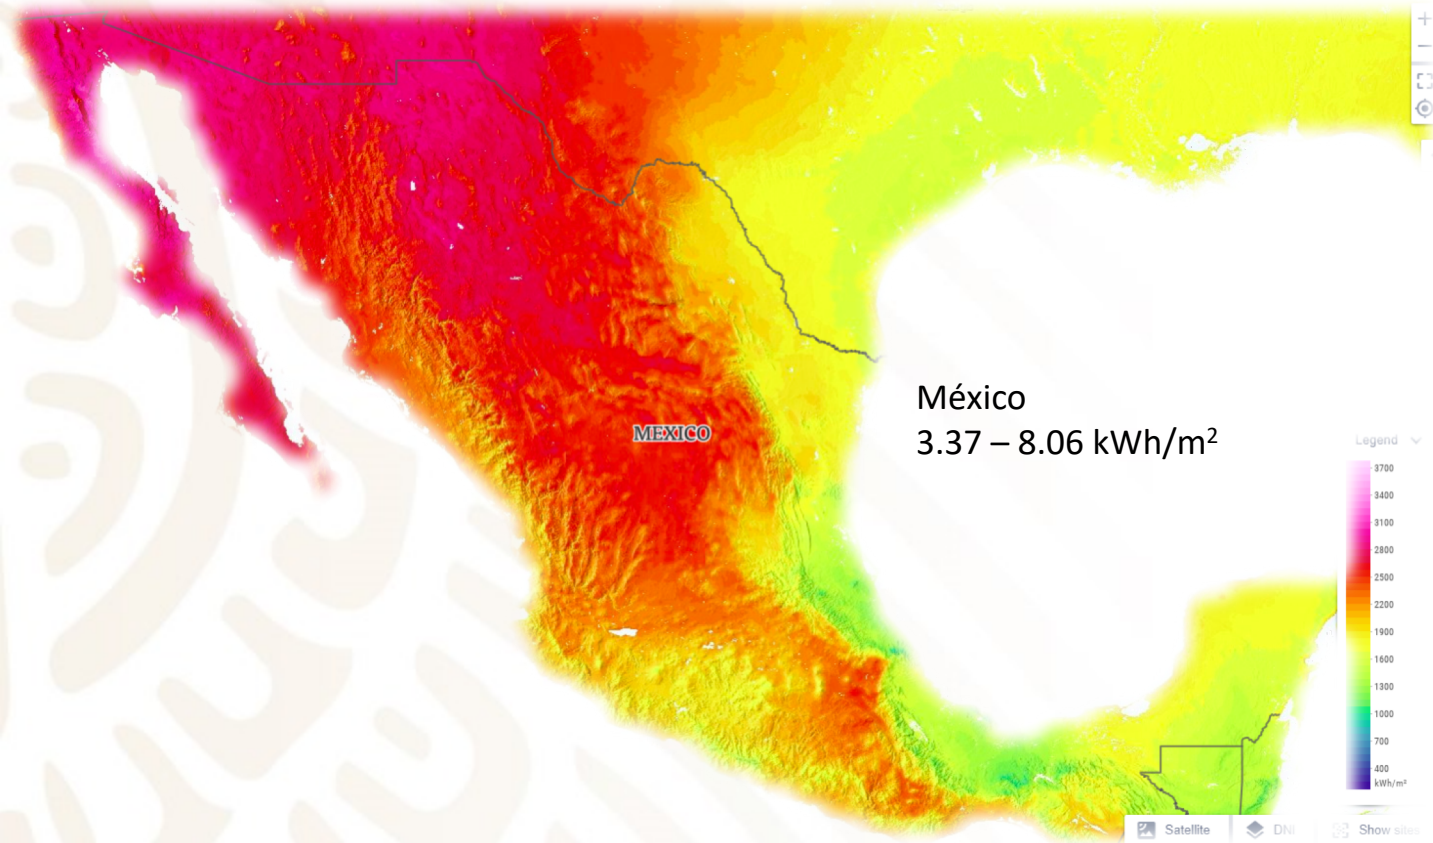 +
−
MEXICO
México
3.37 – 8.06 kWh/m²
Legend
3700
3400
3100
2800
2500
2200
1900
1600
1300
1000
700
400
kWh/m²
Satellite
DNI
Show sites